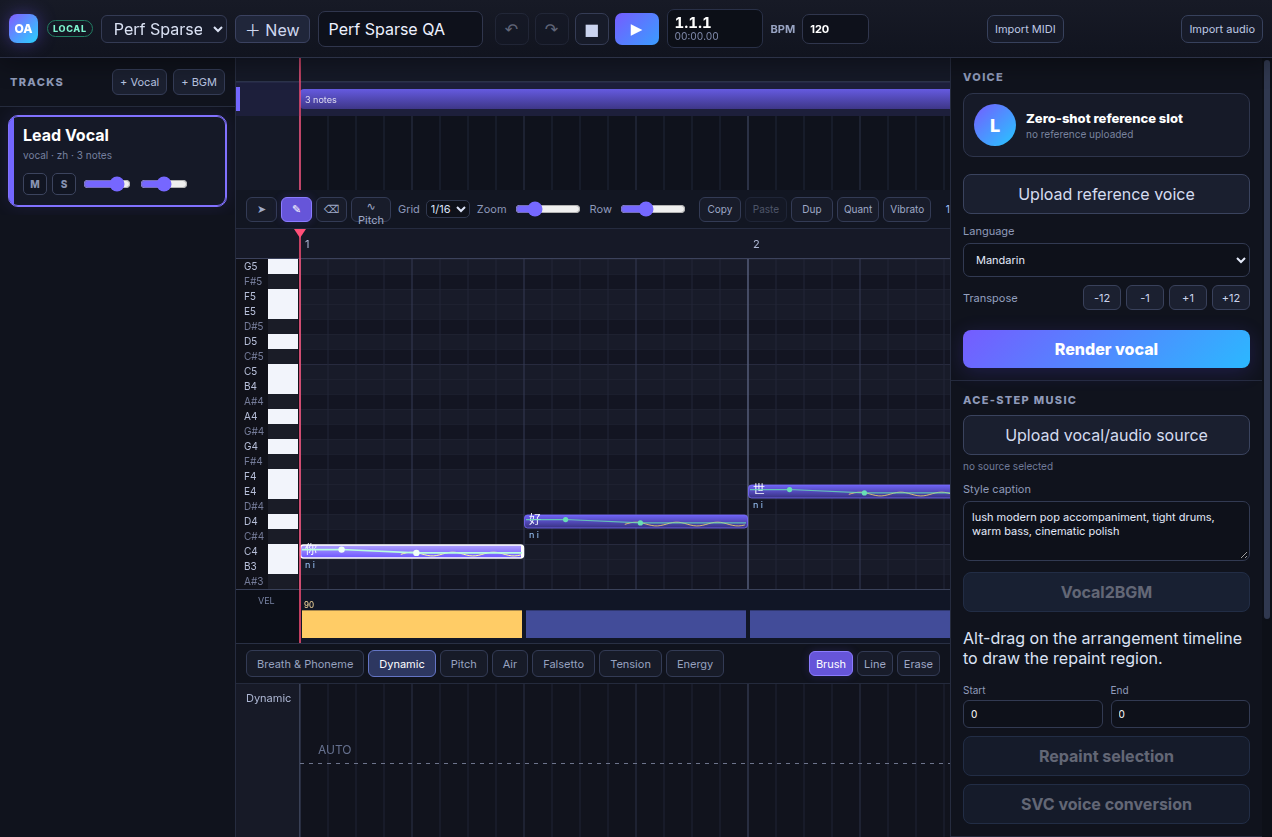 OA LOCAL Perf Sparse + New Perf Sparse QA 1.1.1 00:00.00 BPM 120 Import MIDI Import audio
TRACKS + Vocal + BGM
Lead Vocal
vocal · zh · 3 notes
M S
3 notes
Pitch Grid 1/16 Zoom Row Copy Paste Dup Quant Vibrato 1
1 2
G5
F#5
F5
E5
D#5
D5
C#5
C5
B4
A#4
A4
G#4
G4
F#4
F4
E4 世
D#4 n i
D4 好
C#4 n i
C4 你
B3 n i
A#3
VEL 90
Breath & Phoneme Dynamic Pitch Air Falsetto Tension Energy Brush Line Erase
Dynamic
AUTO
VOICE
L Zero-shot reference slot
no reference uploaded
Upload reference voice
Language
Mandarin
Transpose -12 -1 +1 +12
Render vocal
ACE-STEP MUSIC
Upload vocal/audio source
no source selected
Style caption
lush modern pop accompaniment, tight drums,
warm bass, cinematic polish
Vocal2BGM
Alt-drag on the arrangement timeline
to draw the repaint region.
Start End
0 0
Repaint selection
SVC voice conversion